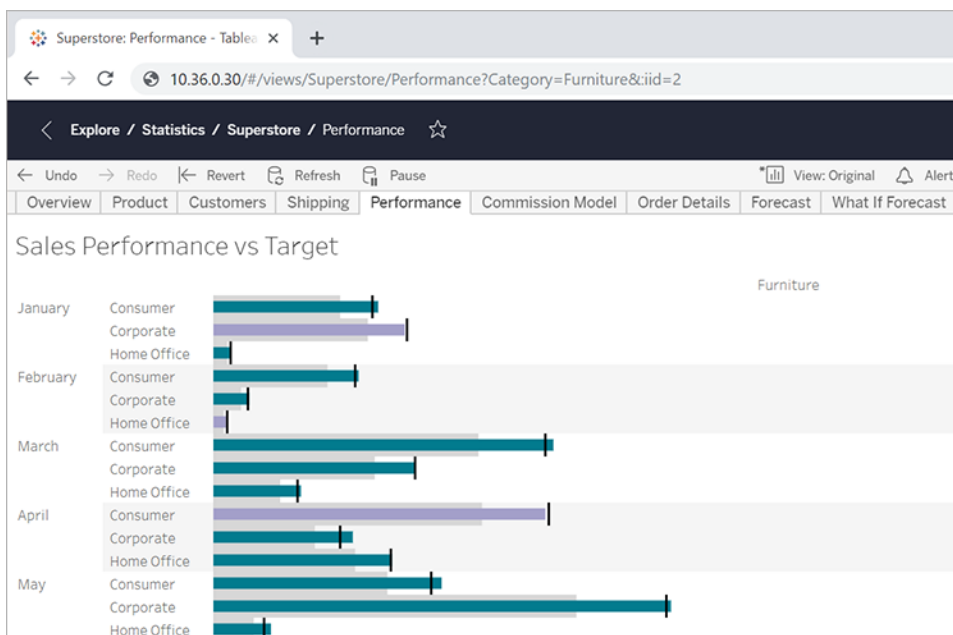 Superstore: Performance - Tablea
10.36.0.30/#/views/Superstore/Performance?Category=Furniture&:iid=2
Explore / Statistics / Superstore / Performance
Undo Redo Revert Refresh Pause View: Original Alert
Overview Product Customers Shipping Performance Commission Model Order Details Forecast What If Forecast
Sales Performance vs Target
Furniture
January Consumer
Corporate
Home Office
February Consumer
Corporate
Home Office
March Consumer
Corporate
Home Office
April Consumer
Corporate
Home Office
May Consumer
Corporate
Home Office